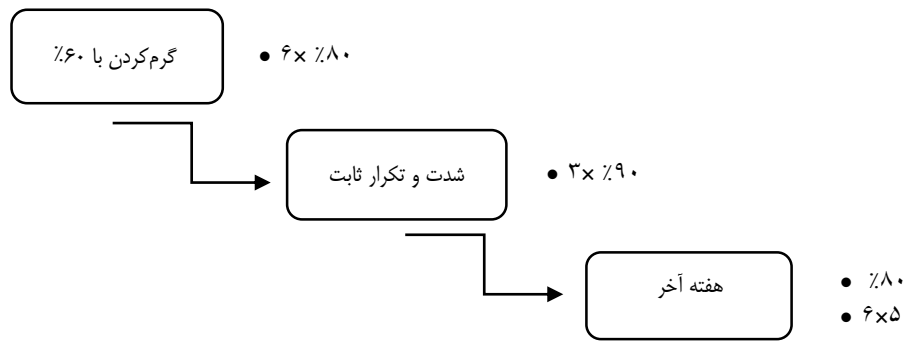 گرم‌کردن با ۶۰٪
• ۶× ٪۸۰
شدت و تکرار ثابت
• ۳× ٪۹۰
هفته آخر
• ٪۸۰
• ۶×۵